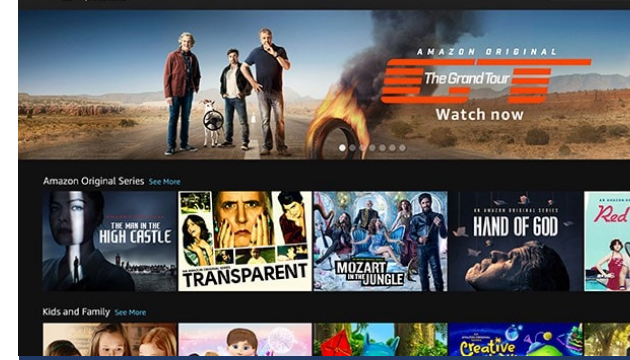 AMAZON ORIGINAL
The Grand Tour
GT
Watch now
Amazon Original Series See More
THE MAN IN THE
HIGH CASTLE
TRANSPARENT
MOZART
IN THE JUNGLE
AN AMAZON ORIGINAL SERIES
HAND OF GOD
Red
Kids and Family See More
Creative